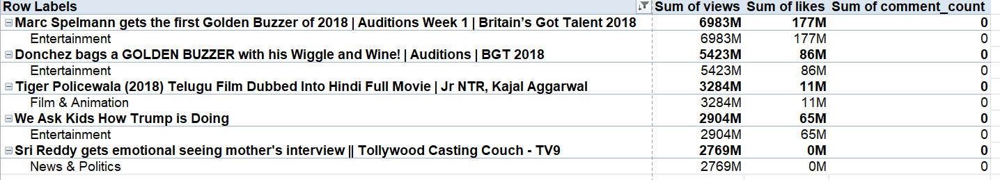 Row Labels Sum of views Sum of likes Sum of comment_count
Marc Spelmann gets the first Golden Buzzer of 2018 | Auditions Week 1 | Britain’s Got Talent 2018 6983M 177M 0
Entertainment 6983M 177M 0
Donchez bags a GOLDEN BUZZER with his Wiggle and Wine! | Auditions | BGT 2018 5423M 86M 0
Entertainment 5423M 86M 0
Tiger Policewala (2018) Telugu Film Dubbed Into Hindi Full Movie | Jr NTR, Kajal Aggarwal 3284M 11M 0
Film & Animation 3284M 11M 0
We Ask Kids How Trump is Doing 2904M 65M 0
Entertainment 2904M 65M 0
Sri Reddy gets emotional seeing mother's interview || Tollywood Casting Couch - TV9 2769M 0M 0
News & Politics 2769M 0M 0